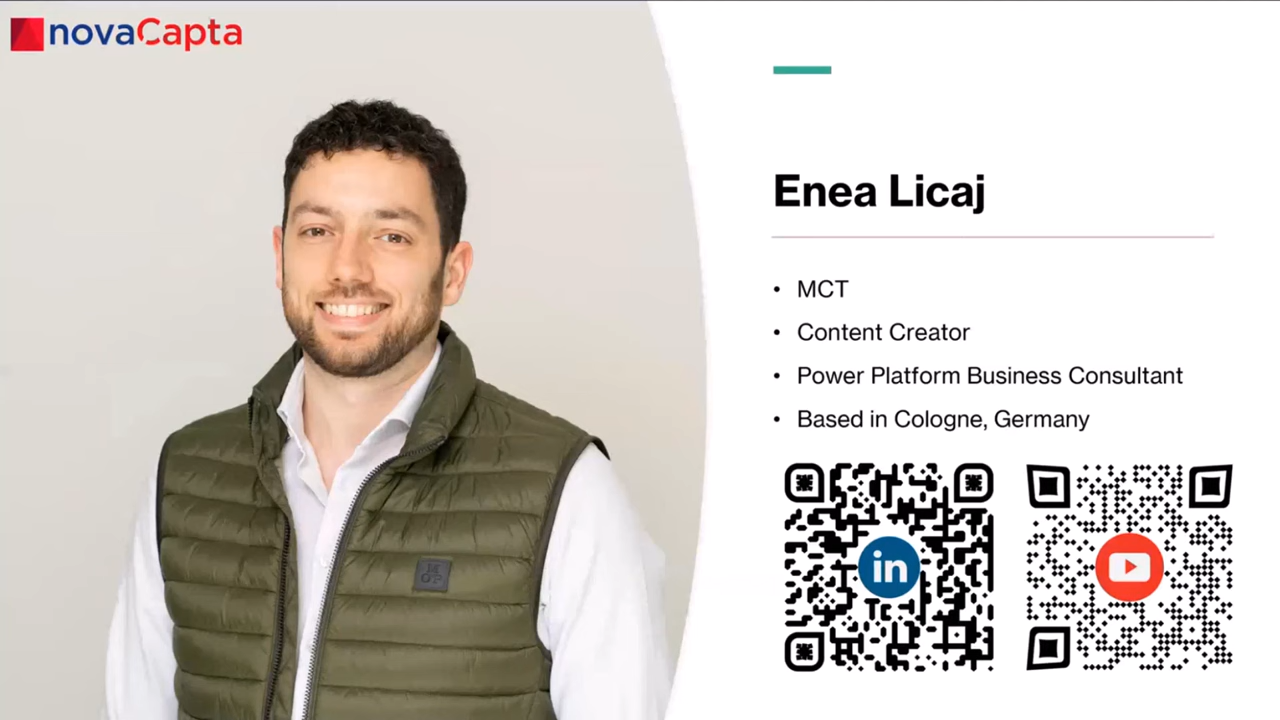 novaCapta
Enea Licaj
• MCT
• Content Creator
• Power Platform Business Consultant
• Based in Cologne, Germany
in